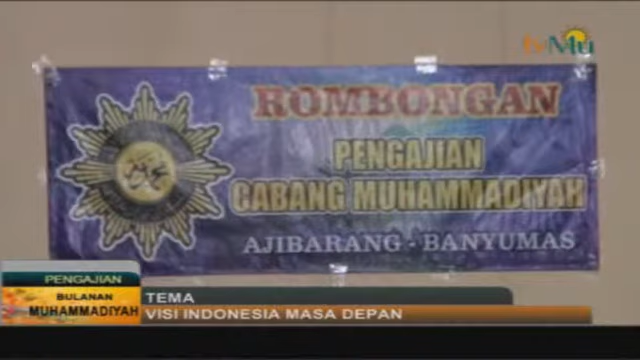 tvMu
ROMBONGAN
PENGAJIAN
CABANG MUHAMMADIYAH
AJIBARANG - BANYUMAS
PENGAJIAN
BULANAN
MUHAMMADIYAH
TEMA
VISI INDONESIA MASA DEPAN